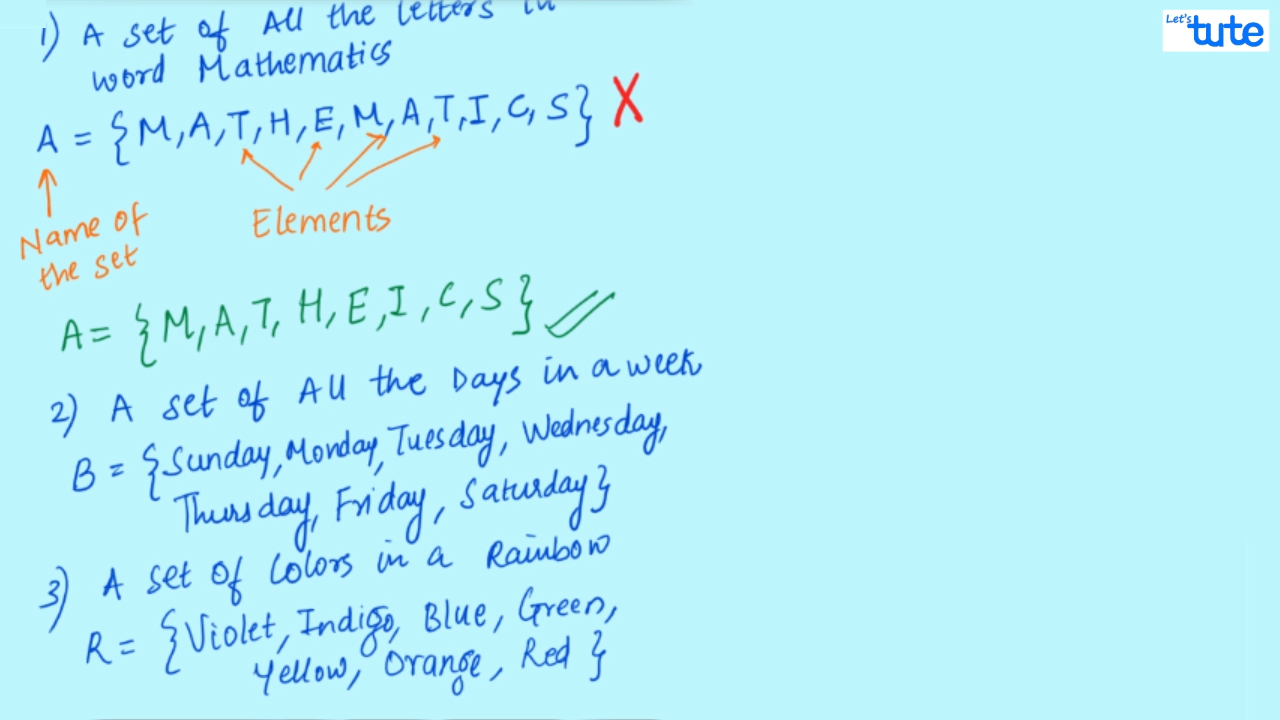 Let's tute
1) A set of All the letters in
word Mathematics
A = {M, A, T, H, E, M, A, T, I, C, S} X
Name of
the set
Elements
A = {M, A, T, H, E, I, C, S}
2) A set of All the Days in a week
B = {Sunday, Monday, Tuesday, Wednesday,
Thursday, Friday, Saturday}
3) A set of Colors in a Rainbow
R = {Violet, Indigo, Blue, Green,
Yellow, Orange, Red }